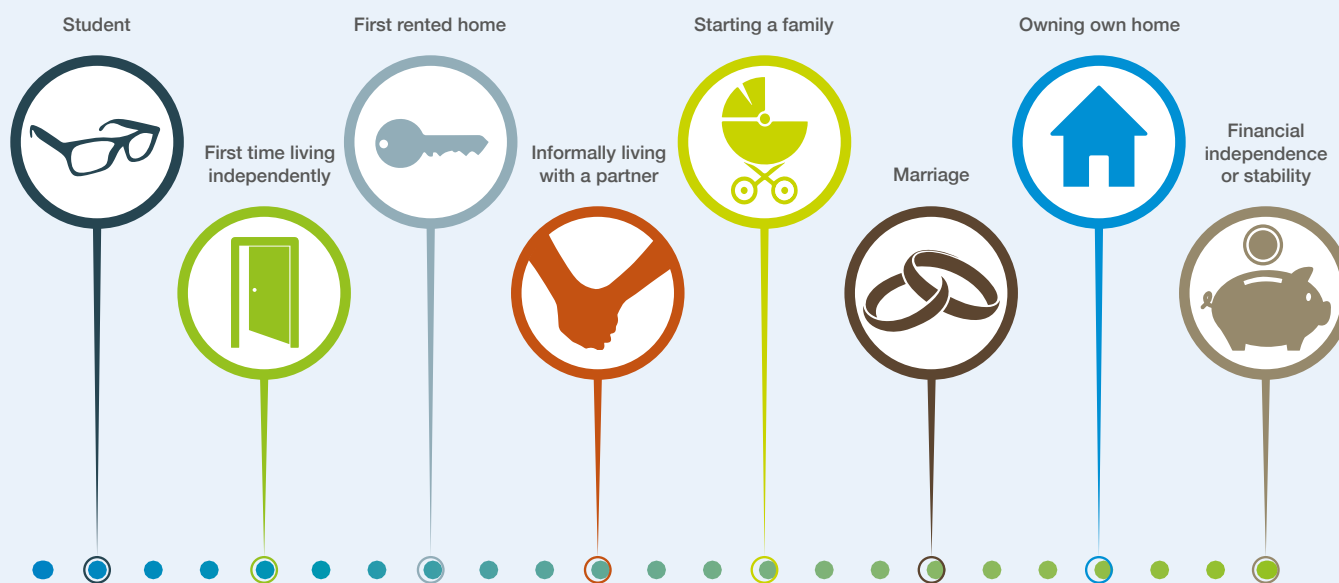 Student
First time living
independently
First rented home
Informally living
with a partner
Starting a family
Marriage
Owning own home
Financial
independence
or stability